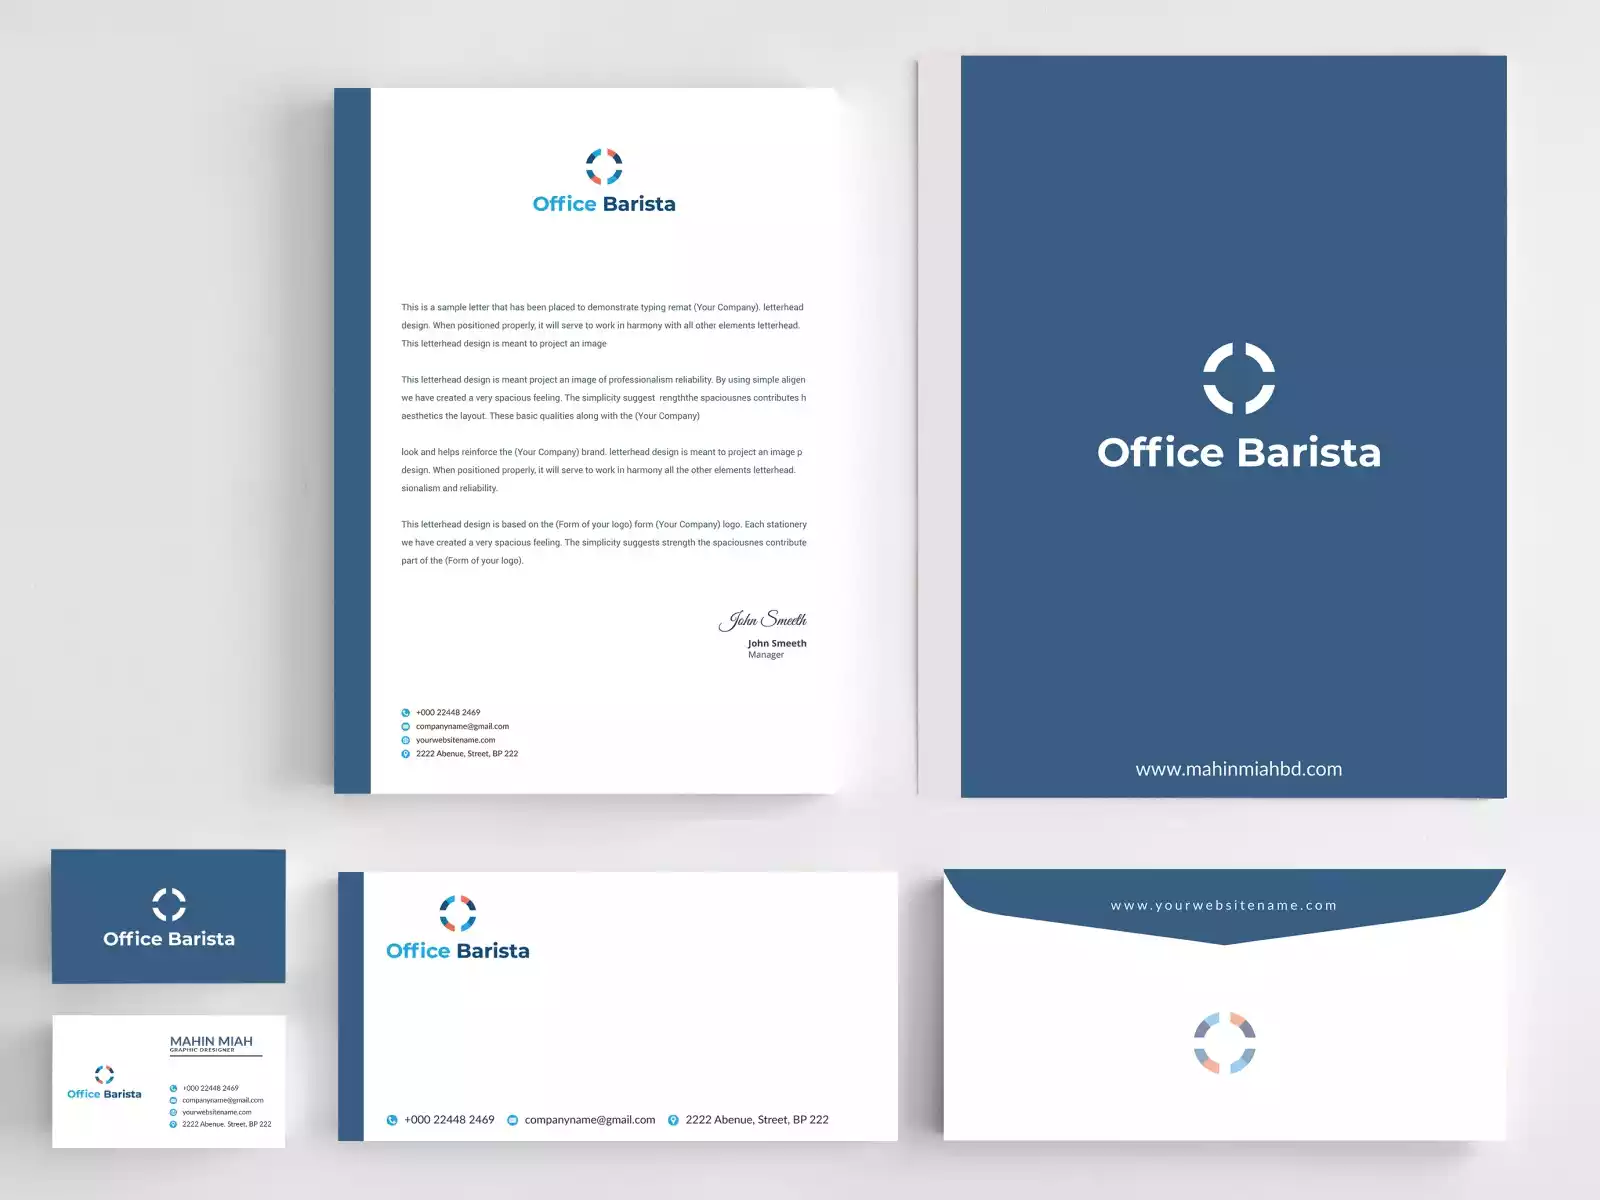 Office Barista
This is a sample letter that has been placed to demonstrate typing remat (Your Company). letterhead
design. When positioned properly, it will serve to work in harmony with all other elements letterhead.
This letterhead design is meant to project an image
This letterhead design is meant project an image of professionalism reliability. By using simple aligen
we have created a very spacious feeling. The simplicity suggest rengththe spaciousnes contributes h
aesthetics the layout. These basic qualities along with the (Your Company)
look and helps reinforce the (Your Company) brand. letterhead design is meant to project an image p
design. When positioned properly, it will serve to work in harmony all the other elements letterhead.
sionalism and reliability.
This letterhead design is based on the (Form of your logo) form (Your Company) logo. Each stationery
we have created a very spacious feeling. The simplicity suggests strength the spaciousnes contribute
part of the (Form of your logo).
John Smeeth
John Smeeth
Manager
+000 22448 2469
companyname@gmail.com
yourwebsitename.com
2222 Abenue, Street, BP 222
Office Barista
www.mahinmiahbd.com
Office Barista
MAHIN MIAH
GRAPHIC DRESIGNER
Office Barista
+000 22448 2469
companyname@gmail.com
yourwebsitename.com
2222 Abenue. Street, BP 222
Office Barista
+000 22448 2469 companyname@gmail.com 2222 Abenue, Street, BP 222
www.yourwebsitename.com